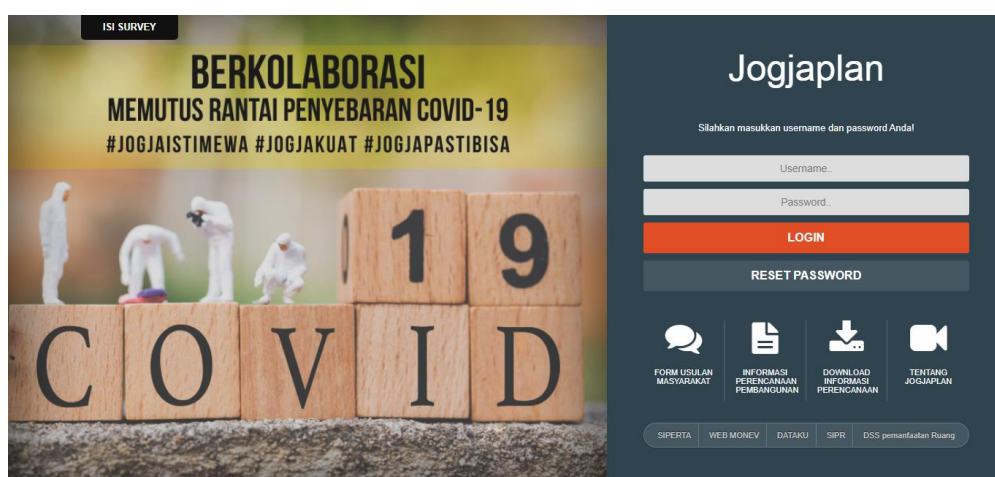 ISI SURVEY
BERKOLABORASI
MEMUTUS RANTAI PENYEBARAN COVID-19
#JOGJAISTIMEWA #JOGJAKUAT #JOGJAPASTIBISA
19
COVID
Jogjaplan
Silahkan masukkan username dan password Anda!
Username..
Password..
LOGIN
RESET PASSWORD
FORM USULAN
MASYARAKAT
INFORMASI
PERENCANAAN
PEMBANGUNAN
DOWNLOAD
INFORMASI
PERENCANAAN
TENTANG
JOGJAPLAN
SIPERTA WEB MONEV DATAKU SIPR DSS pemanfaatan Ruang